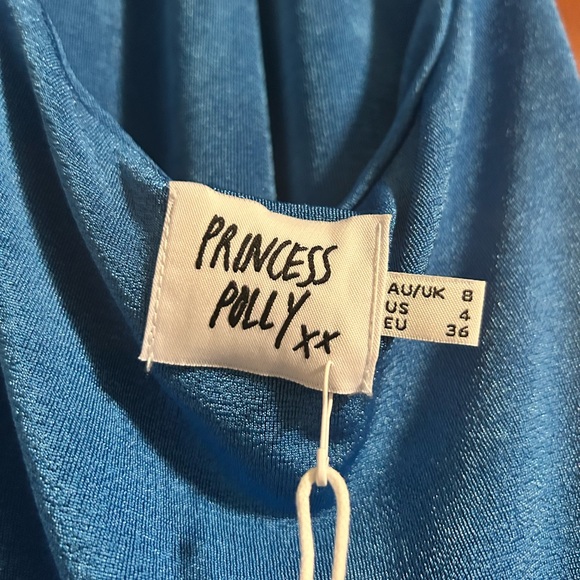 PRINCESS
POLLY xx
AU/UK 8
US 4
EU 36